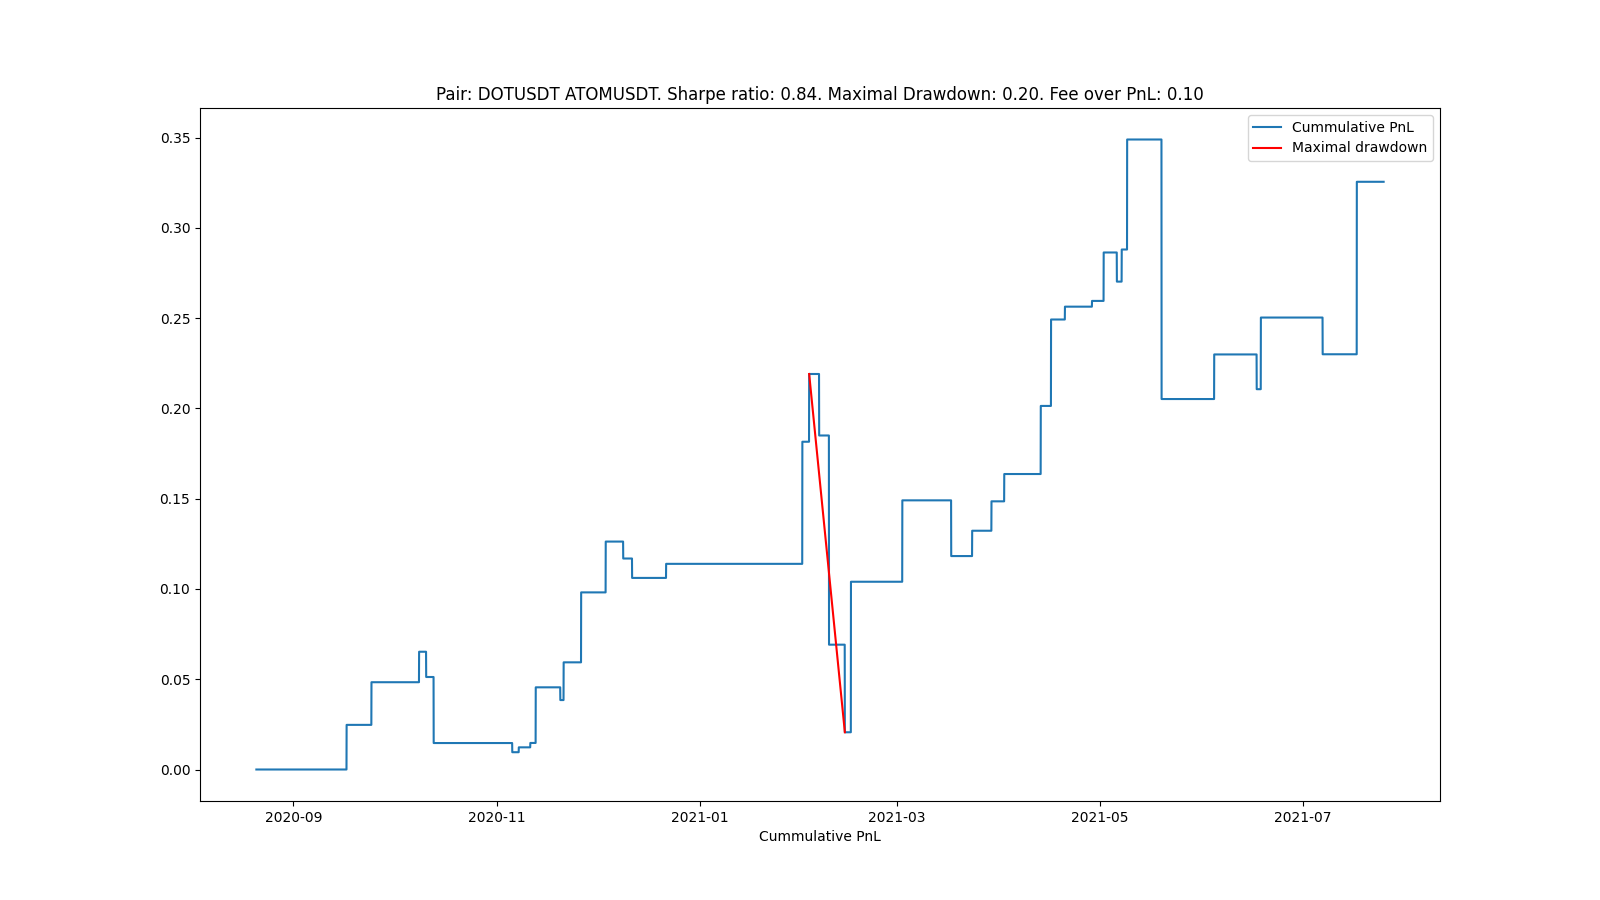 Pair: DOTUSDT ATOMUSDT. Sharpe ratio: 0.84. Maximal Drawdown: 0.20. Fee over PnL: 0.10
Cummulative PnL
Maximal drawdown
0.35
0.30
0.25
0.20
0.15
0.10
0.05
0.00
2020-09 2020-11 2021-01 2021-03 2021-05 2021-07
Cummulative PnL